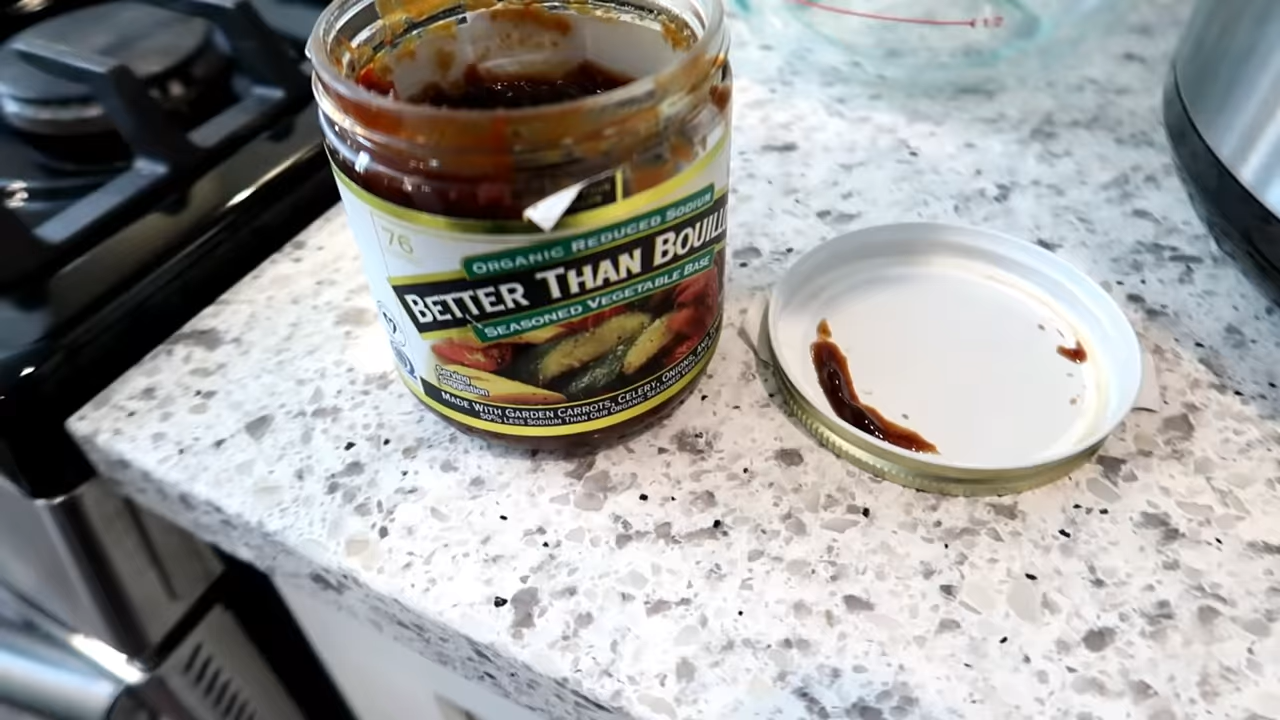 76
ORGANIC REDUCED SODIUM
BETTER THAN BOUILL
SEASONED VEGETABLE BASE
Serving
Suggestion
MADE WITH GARDEN CARROTS, CELERY, ONIONS, AND
50% LESS SODIUM THAN OUR ORGANIC SEASONED VEGETABLE